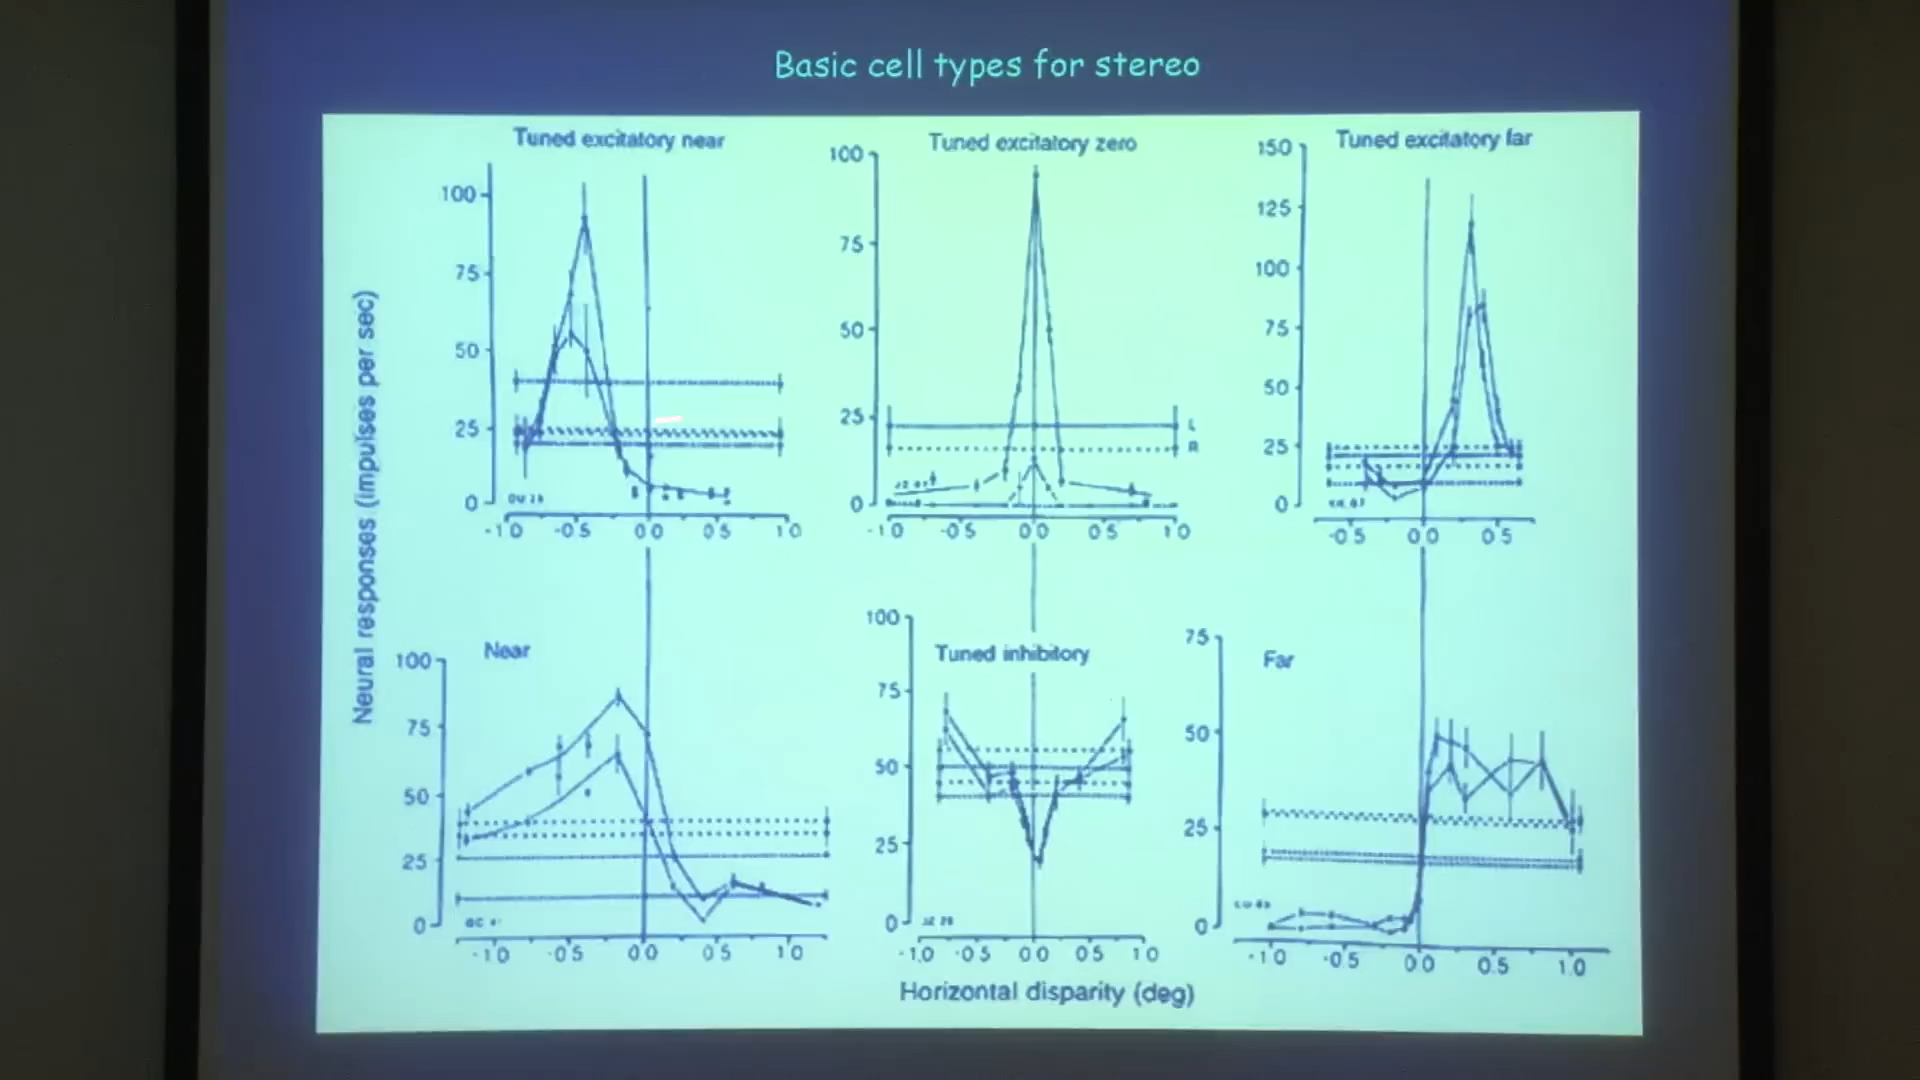 Basic cell types for stereo
Tuned excitatory near
Tuned excitatory zero
Tuned excitatory far
Neural responses (impulses per sec)
100
75
50
25
0
-1 0 -0.5 0 0 0 5 1 0
100
75
50
25
0
L
R
-1 0 -0 5 0 0 0 5 1 0
150
125
100
75
50
25
0
-0 5 0 0 0 5
Near
100
75
50
25
0
-1 0 -0 5 0 0 0 5 1 0
Tuned inhibitory
100
75
50
25
0
-1.0 -0 5 0 0 0 5 1 0
Far
75
50
25
0
-1 0 -0.5 0.0 0.5 1.0
Horizontal disparity (deg)